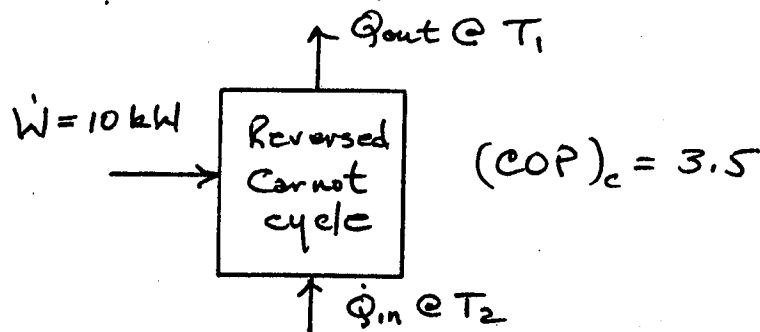 Q̇out @ T₁
Ẇ = 10 kW
Reversed
Carnot
cycle
(COP)c = 3.5
Q̇in @ T₂